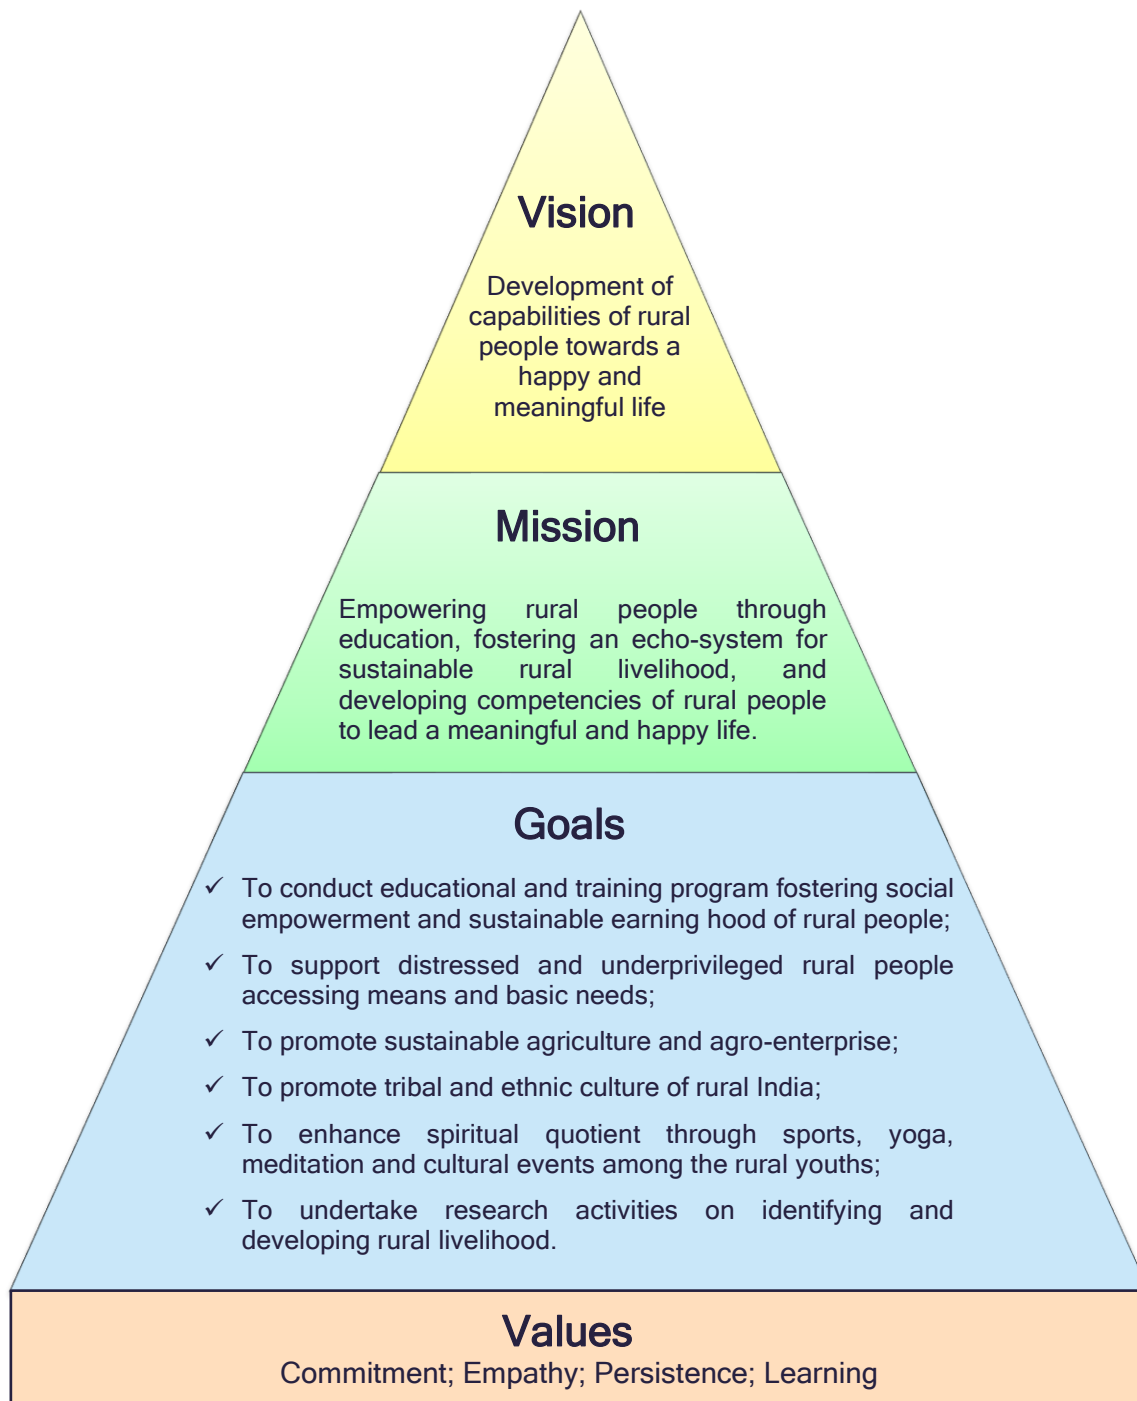 Vision
Development of
capabilities of rural
people towards a
happy and
meaningful life
Mission
Empowering rural people through
education, fostering an echo-system for
sustainable rural livelihood, and
developing competencies of rural people
to lead a meaningful and happy life.
Goals
✓ To conduct educational and training program fostering social
empowerment and sustainable earning hood of rural people;
✓ To support distressed and underprivileged rural people
accessing means and basic needs;
✓ To promote sustainable agriculture and agro-enterprise;
✓ To promote tribal and ethnic culture of rural India;
✓ To enhance spiritual quotient through sports, yoga,
meditation and cultural events among the rural youths;
✓ To undertake research activities on identifying and
developing rural livelihood.
Values
Commitment; Empathy; Persistence; Learning